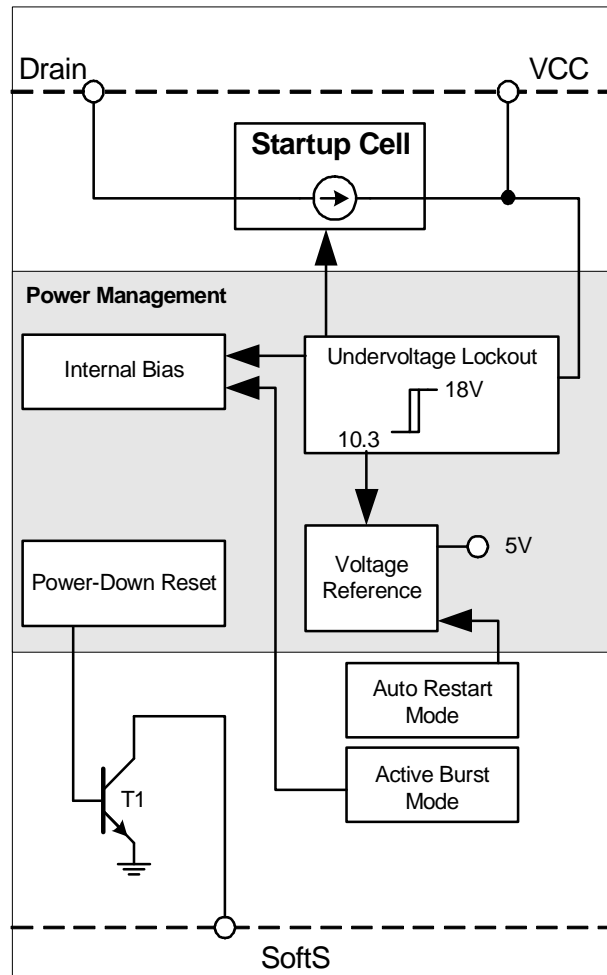 Drain
VCC
Startup Cell
Power Management
Internal Bias
Undervoltage Lockout
18V
10.3
Power-Down Reset
Voltage
Reference
5V
Auto Restart
Mode
Active Burst
Mode
T1
SoftS